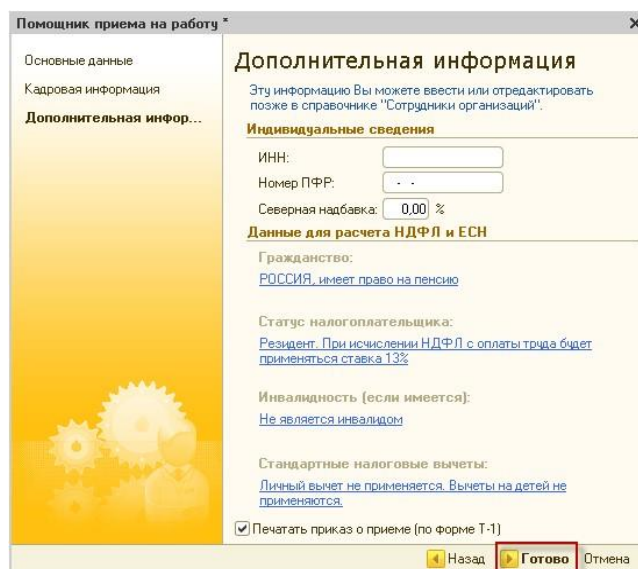 Помощник приема на работу *
Основные данные
Кадровая информация
Дополнительная инфор...
Дополнительная информация
Эту информацию Вы можете ввести или отредактировать
позже в справочнике "Сотрудники организаций".
Индивидуальные сведения
ИНН:
Номер ПФР: - -
Северная надбавка: 0,00 %
Данные для расчета НДФЛ и ЕСН
Гражданство:
РОССИЯ, имеет право на пенсию
Статус налогоплательщика:
Резидент. При исчислении НДФЛ с оплаты труда будет
применяться ставка 13%
Инвалидность (если имеется):
Не является инвалидом
Стандартные налоговые вычеты:
Личный вычет не применяется. Вычеты на детей не
применяются.
Печатать приказ о приеме (по форме Т-1)
Назад Готово Отмена